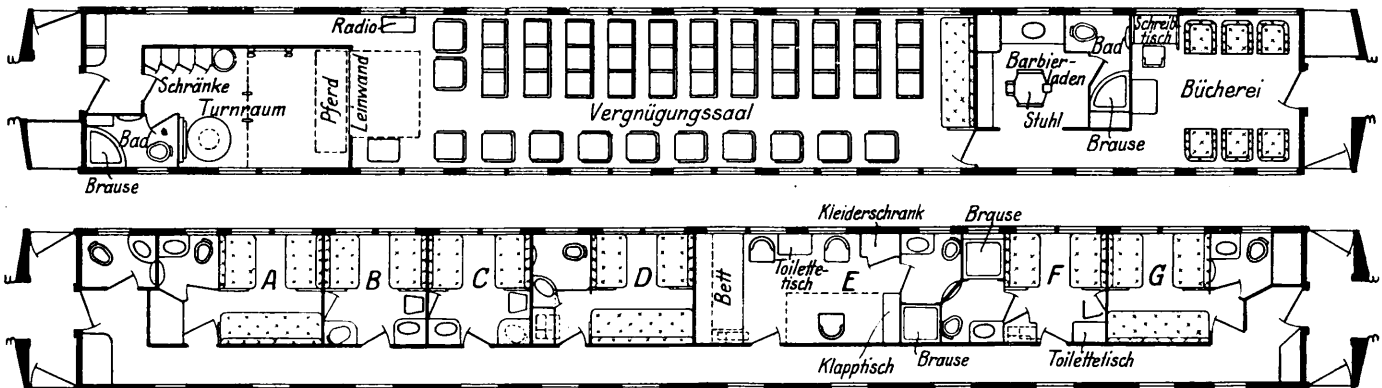 Radio
Schreib-
tisch
Bad
Schränke
Turnraum
Pferd
Leinwand
Vergnügungssaal
Barbier-
laden
Stuhl
Bücherei
Bad
Brause
Brause
Kleiderschrank
Brause
A
B
C
D
Bett
Toilette-
tisch
E
F
G
Klapptisch
Brause
Toilettetisch